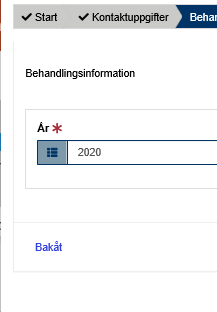 Start Kontaktuppgifter
Behandlingsinformation
År
2020
Bakåt